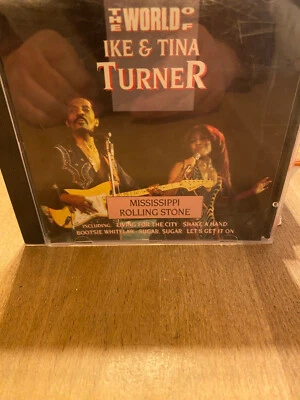 THE WORLD OF
IKE & TINA
TURNER
MISSISSIPPI
ROLLING STONE
INCLUDING LIVING FOR THE CITY SHAKE A HAND
BOOTSIE WHITELAW SUGAR, SUGAR LET'S GET IT ON